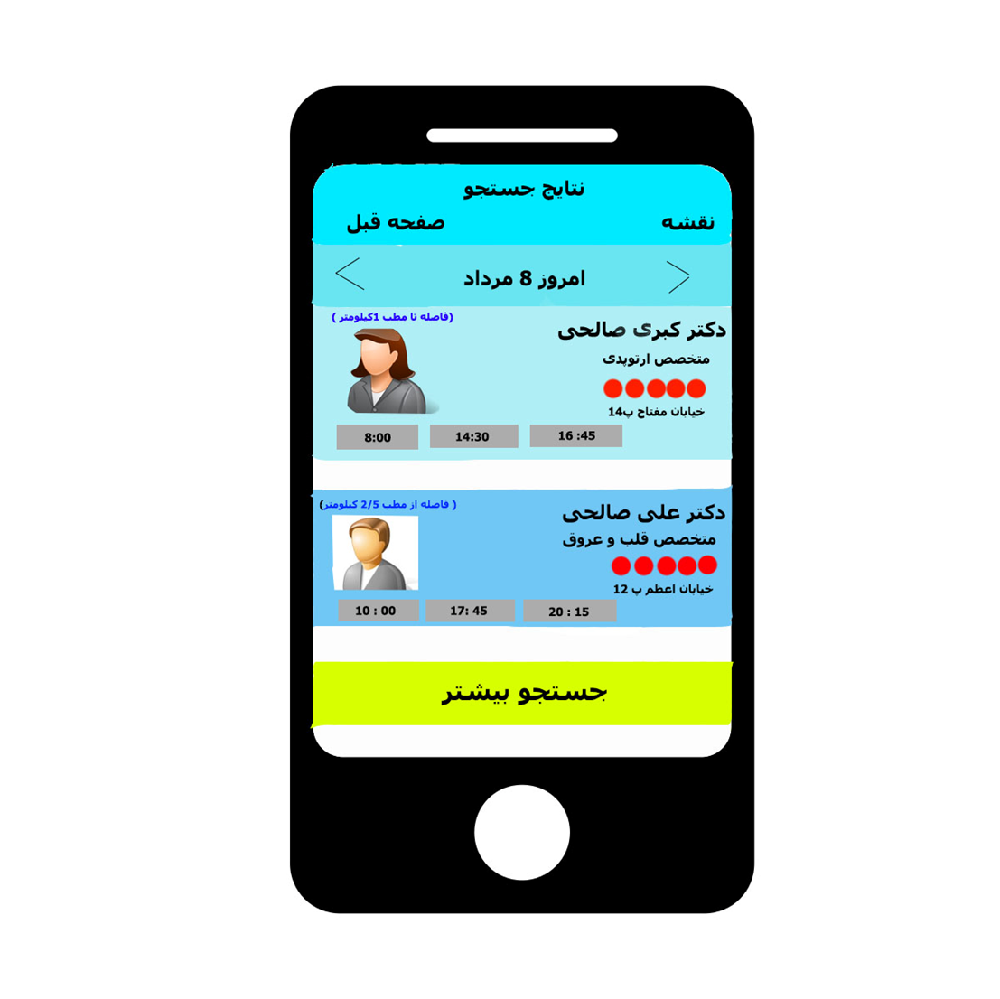 نتایج جستجو
نقشه
صفحه قبل
امروز 8 مرداد
دکتر کبری صالحی
(فاصله تا مطب 1کیلومتر )
متخصص ارتوپدی
خیابان مفتاح پ14
8:00
14:30
16 :45
دکتر علی صالحی
( فاصله از مطب 2/5 کیلومتر)
متخصص قلب و عروق
خیابان اعظم پ 12
10 : 00
17: 45
20 : 15
جستجو بیشتر